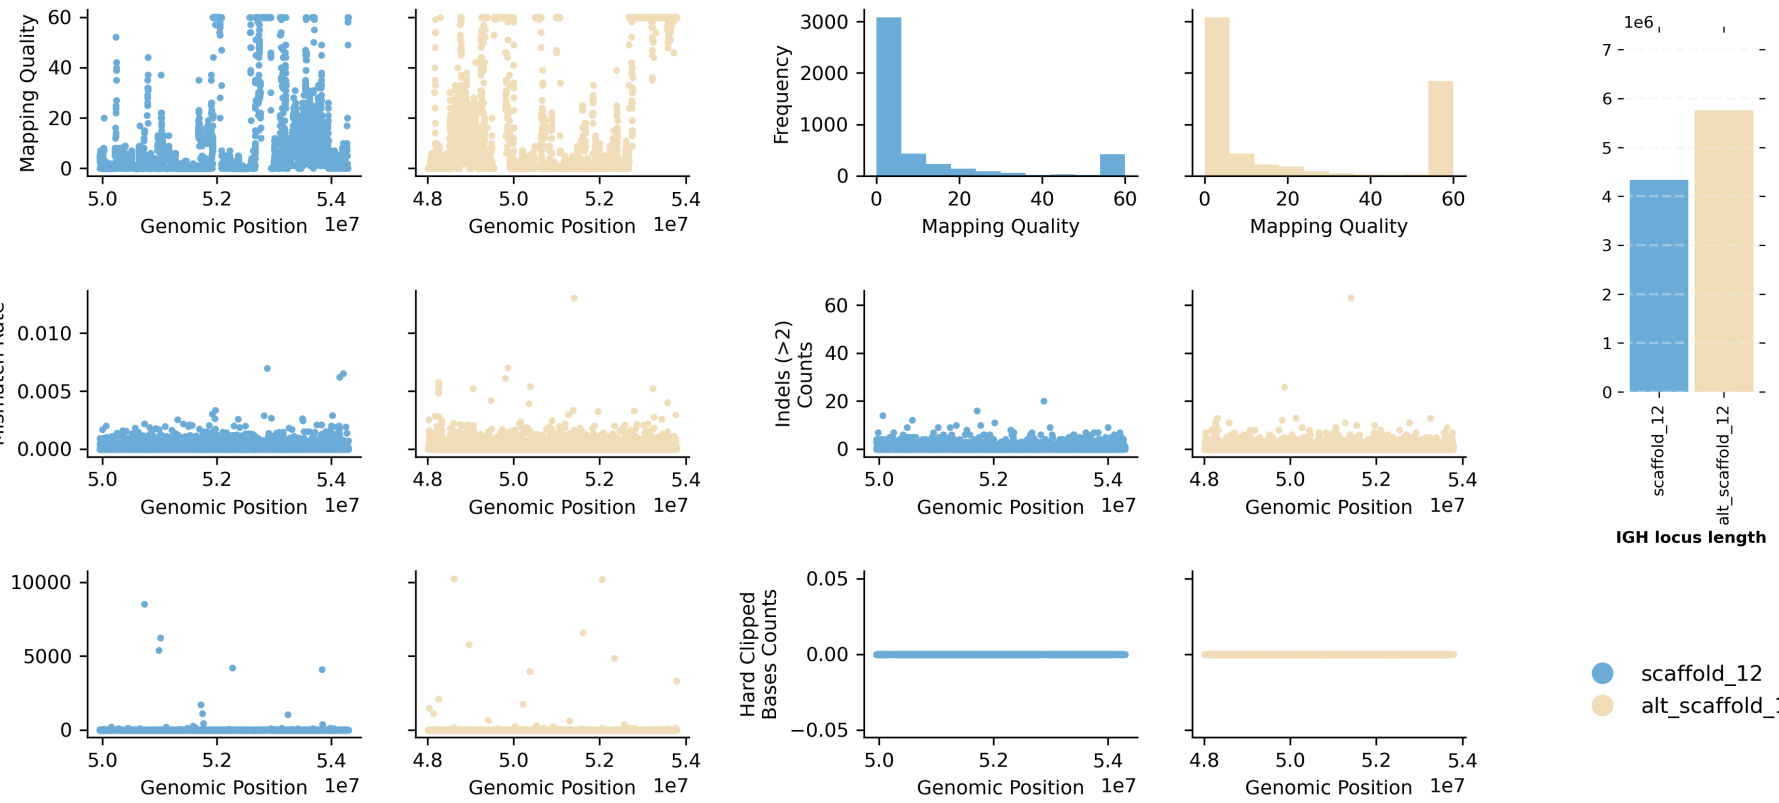 Mapping Quality
60
40
20
0
5.0 5.2 5.4
Genomic Position 1e7
4.8 5.0 5.2 5.4
Genomic Position 1e7
Frequency
3000
2000
1000
0
0 20 40 60
Mapping Quality
0 20 40 60
Mapping Quality
1e6
7
6
5
4
3
2
1
0
scaffold_12
alt_scaffold_12
IGH locus length
0.010
0.005
0.000
5.0 5.2 5.4
Genomic Position 1e7
4.8 5.0 5.2 5.4
Genomic Position 1e7
Indels (>2)
Counts
60
40
20
0
5.0 5.2 5.4
Genomic Position 1e7
4.8 5.0 5.2 5.4
Genomic Position 1e7
10000
5000
0
5.0 5.2 5.4
Genomic Position 1e7
4.8 5.0 5.2 5.4
Genomic Position 1e7
Hard Clipped
Bases Counts
0.05
0.00
−0.05
5.0 5.2 5.4
Genomic Position 1e7
4.8 5.0 5.2 5.4
Genomic Position 1e7
scaffold_12
alt_scaffold_1